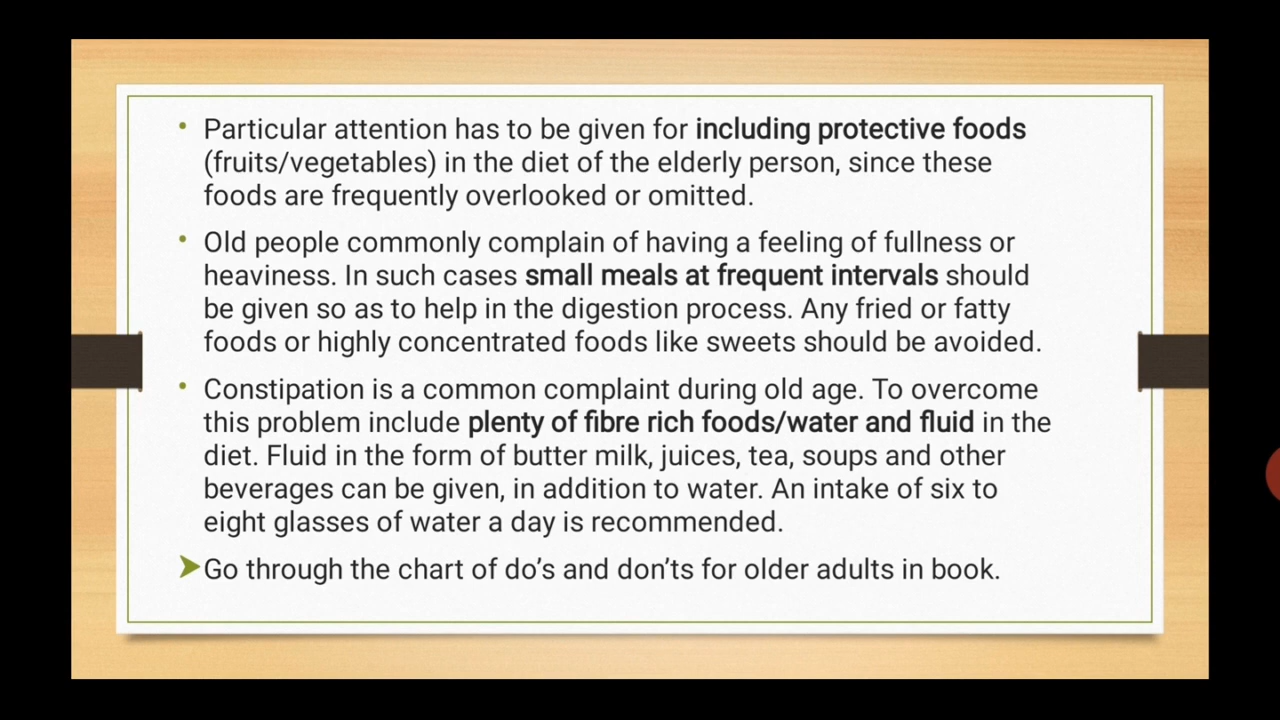 • Particular attention has to be given for including protective foods
(fruits/vegetables) in the diet of the elderly person, since these
foods are frequently overlooked or omitted.
• Old people commonly complain of having a feeling of fullness or
heaviness. In such cases small meals at frequent intervals should
be given so as to help in the digestion process. Any fried or fatty
foods or highly concentrated foods like sweets should be avoided.
• Constipation is a common complaint during old age. To overcome
this problem include plenty of fibre rich foods/water and fluid in the
diet. Fluid in the form of butter milk, juices, tea, soups and other
beverages can be given, in addition to water. An intake of six to
eight glasses of water a day is recommended.
➤Go through the chart of do’s and don’ts for older adults in book.